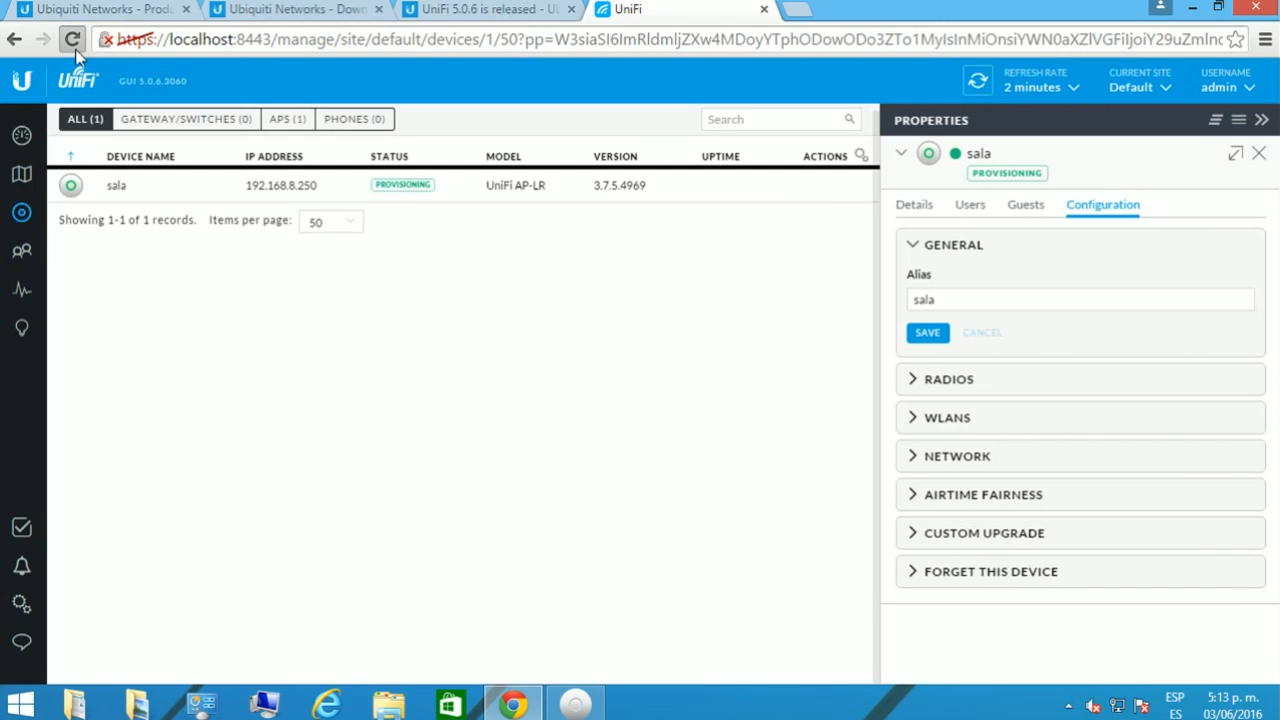 Ubiquiti Networks - Produ
Ubiquiti Networks - Down
UniFi 5.0.6 is released - Ub
UniFi
https://localhost:8443/manage/site/default/devices/1/50?pp=
UniFi
GUI 5.0.6.3060
REFRESH RATE
2 minutes
CURRENT SITE
Default
USERNAME
admin
ALL (1)
GATEWAY/SWITCHES (0)
APS (1)
PHONES (0)
Search
DEVICE NAME
IP ADDRESS
STATUS
MODEL
VERSION
UPTIME
ACTIONS
sala
192.168.8.250
PROVISIONING
UniFi AP-LR
3.7.5.4969
Showing 1-1 of 1 records.
Items per page:
50
PROPERTIES
sala
PROVISIONING
Details
Users
Guests
Configuration
GENERAL
Alias
sala
SAVE
CANCEL
RADIOS
WLANS
NETWORK
AIRTIME FAIRNESS
CUSTOM UPGRADE
FORGET THIS DEVICE
ESP
ES
5:13 p. m.
03/06/2016